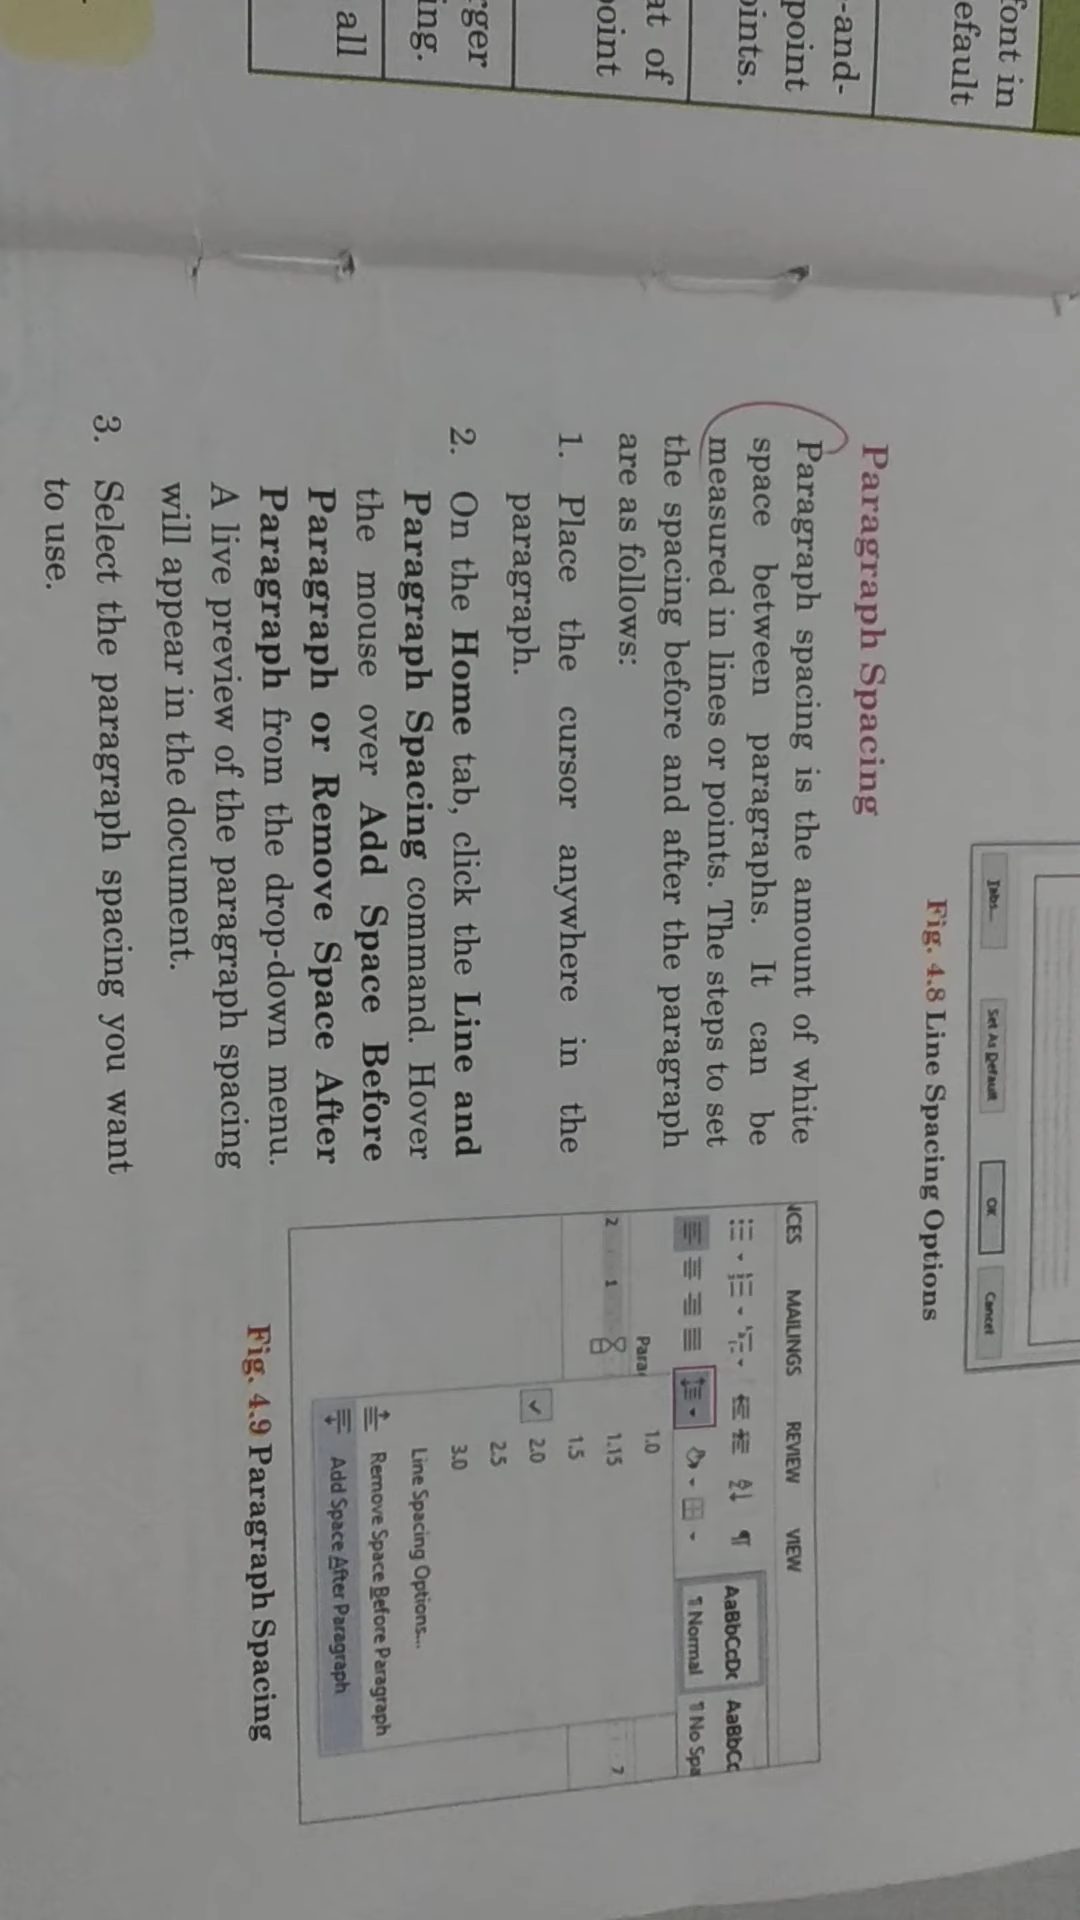 font in
efault
-and-
point
oints.
at of
point
rger
ing.
all
Tabs...
Set As Default
OK
Cancel
Fig. 4.8 Line Spacing Options
Paragraph Spacing
Paragraph spacing is the amount of white
space between paragraphs. It can be
measured in lines or points. The steps to set
the spacing before and after the paragraph
are as follows:
1. Place the cursor anywhere in the
paragraph.
2. On the Home tab, click the Line and
Paragraph Spacing command. Hover
the mouse over Add Space Before
Paragraph or Remove Space After
Paragraph from the drop-down menu.
A live preview of the paragraph spacing
will appear in the document.
3. Select the paragraph spacing you want
to use.
NCES MAILINGS REVIEW VIEW
AaBbCcDc AaBbCc
¶ Normal ¶ No Spa
Para
2 1 7
1.0
1.15
1.5
2.0
2.5
3.0
Line Spacing Options...
Remove Space Before Paragraph
Add Space After Paragraph
Fig. 4.9 Paragraph Spacing